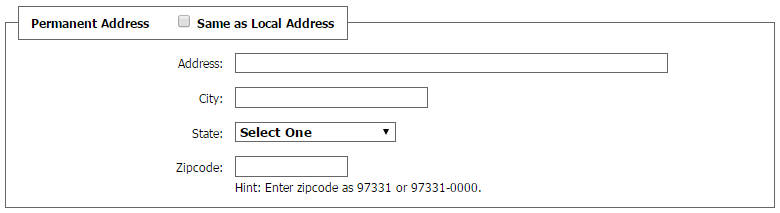 Permanent Address Same as Local Address
Address:
City:
State: Select One
Zipcode:
Hint: Enter zipcode as 97331 or 97331-0000.